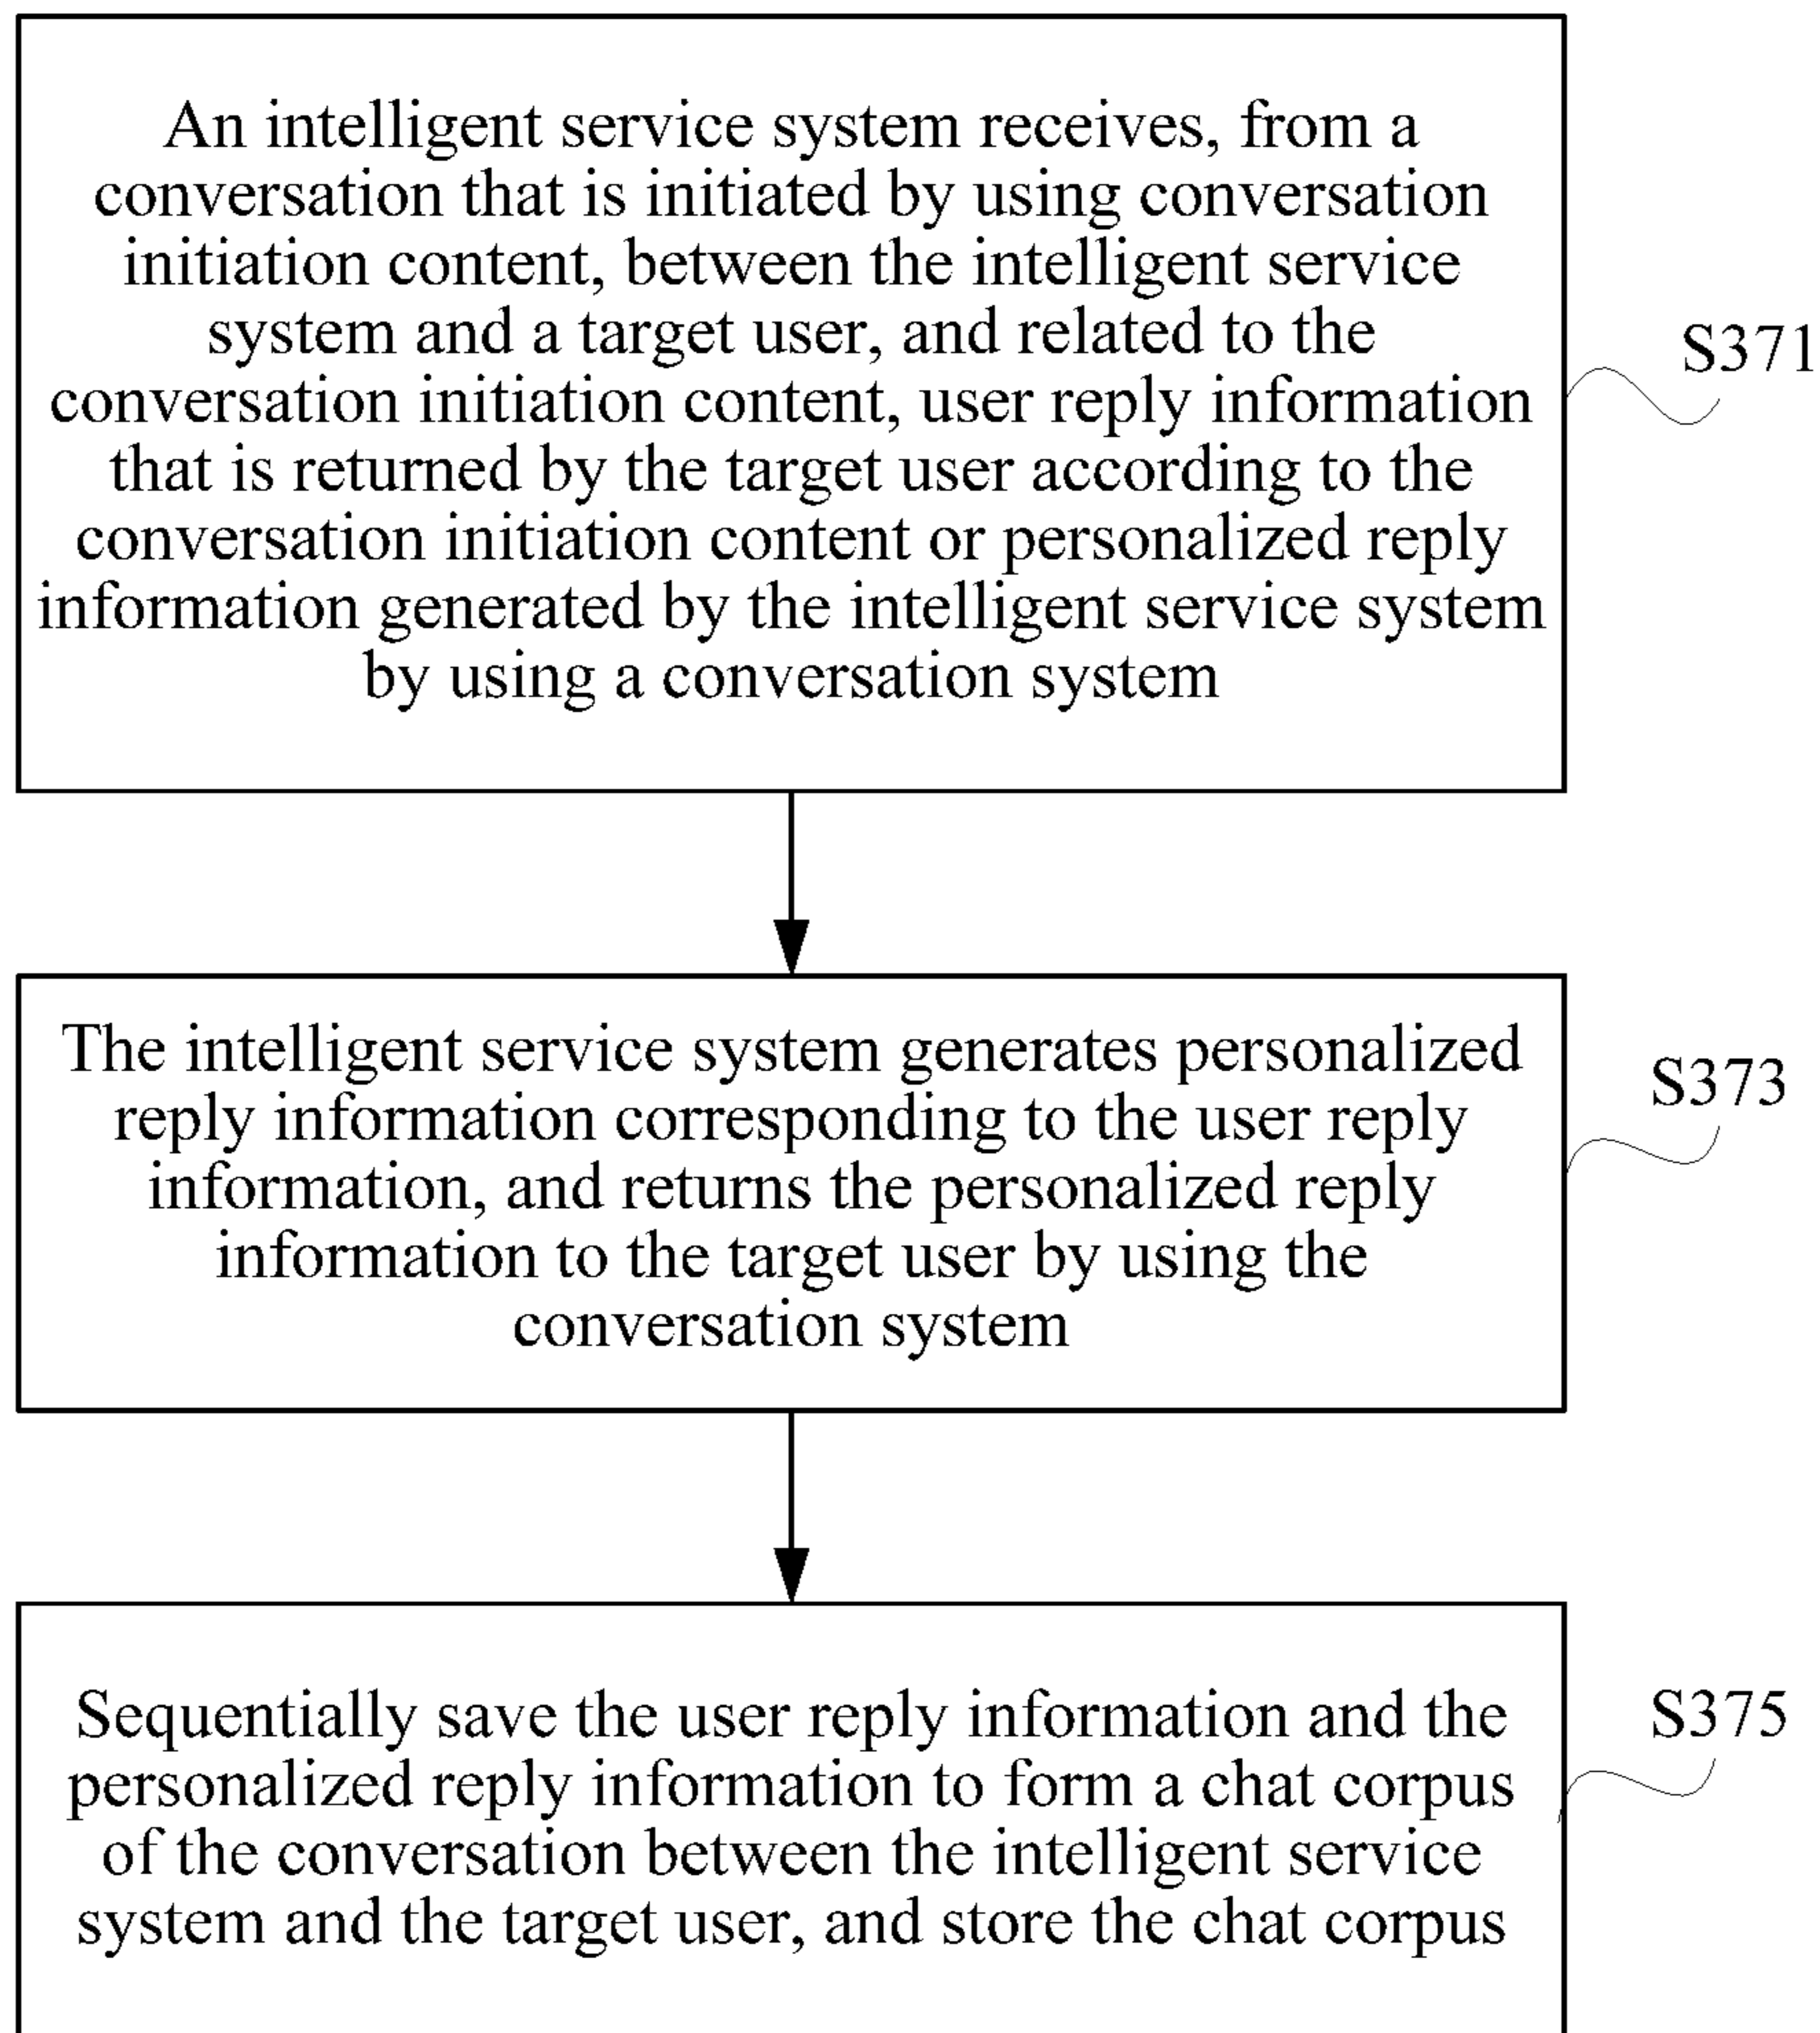 An intelligent service system receives, from a
conversation that is initiated by using conversation
initiation content, between the intelligent service
system and a target user, and related to the
conversation initiation content, user reply information
that is returned by the target user according to the
conversation initiation content or personalized reply
information generated by the intelligent service system
by using a conversation system
S371
The intelligent service system generates personalized
reply information corresponding to the user reply
information, and returns the personalized reply
information to the target user by using the
conversation system
S373
Sequentially save the user reply information and the
personalized reply information to form a chat corpus
of the conversation between the intelligent service
system and the target user, and store the chat corpus
S375